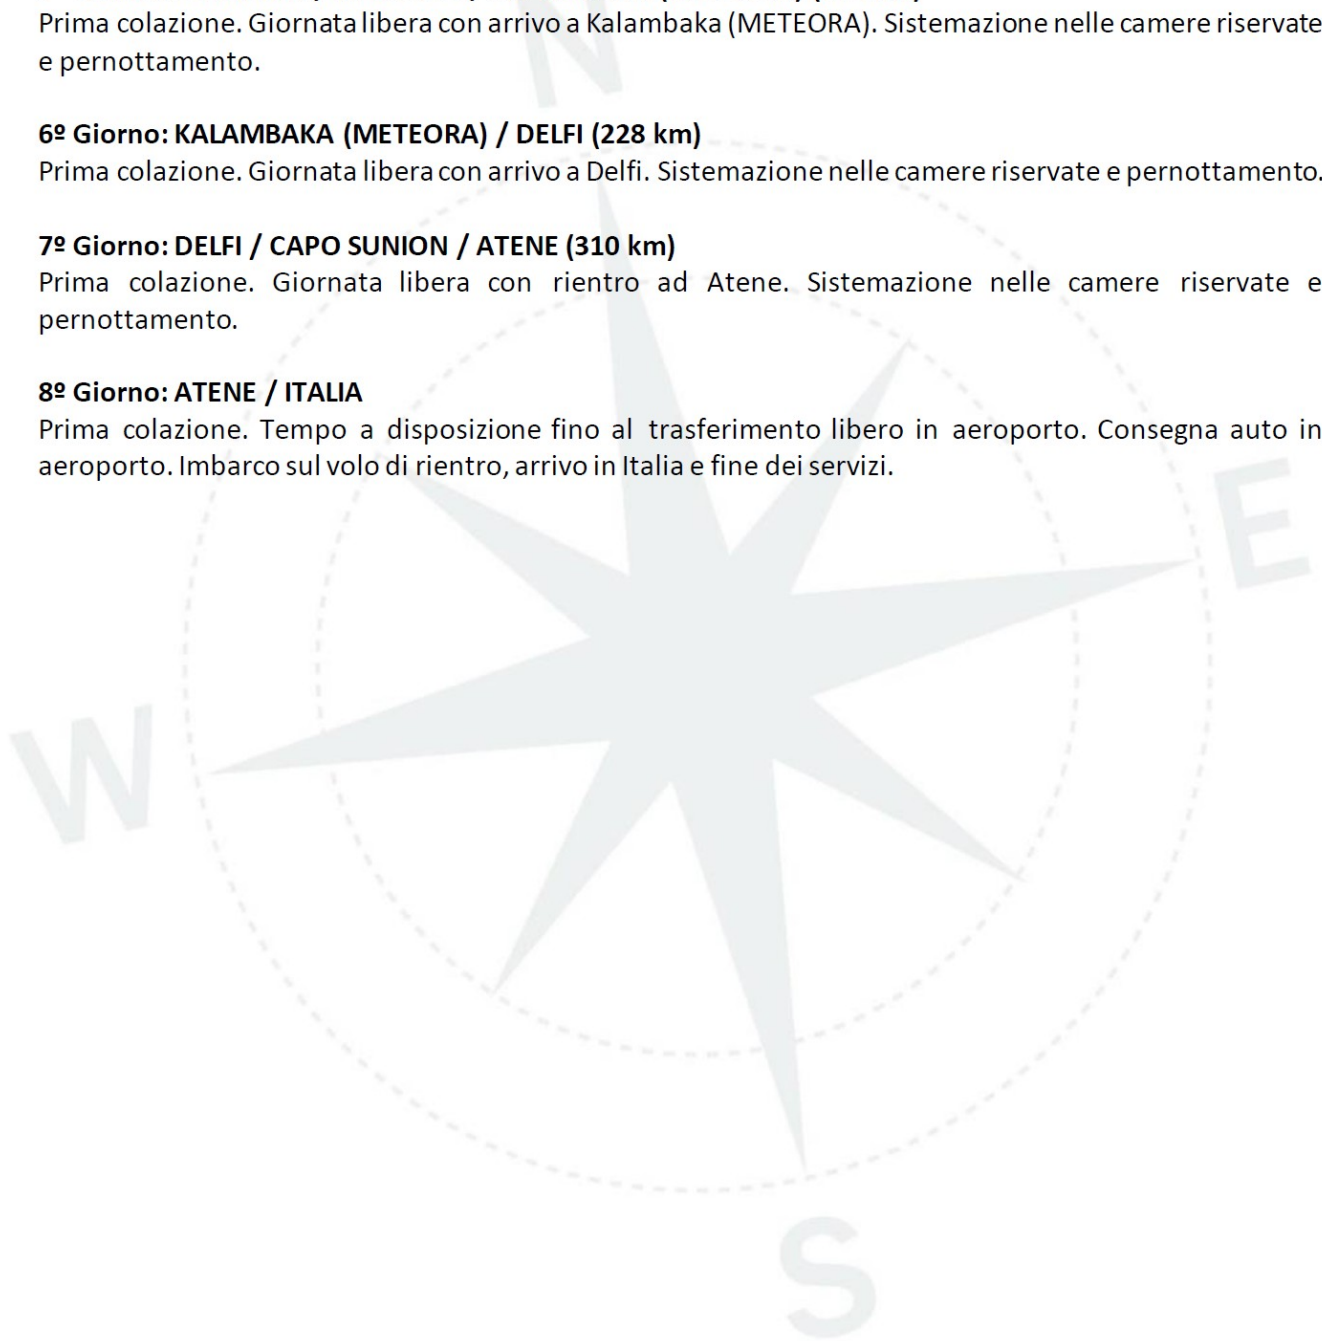 Prima colazione. Giornata libera con arrivo a Kalambaka (METEORA). Sistemazione nelle camere riservate
e pernottamento.
6º Giorno: KALAMBAKA (METEORA) / DELFI (228 km)
Prima colazione. Giornata libera con arrivo a Delfi. Sistemazione nelle camere riservate e pernottamento.
7º Giorno: DELFI / CAPO SUNION / ATENE (310 km)
Prima colazione. Giornata libera con rientro ad Atene. Sistemazione nelle camere riservate e
pernottamento.
8º Giorno: ATENE / ITALIA
Prima colazione. Tempo a disposizione fino al trasferimento libero in aeroporto. Consegna auto in
aeroporto. Imbarco sul volo di rientro, arrivo in Italia e fine dei servizi.
N
E
W
S